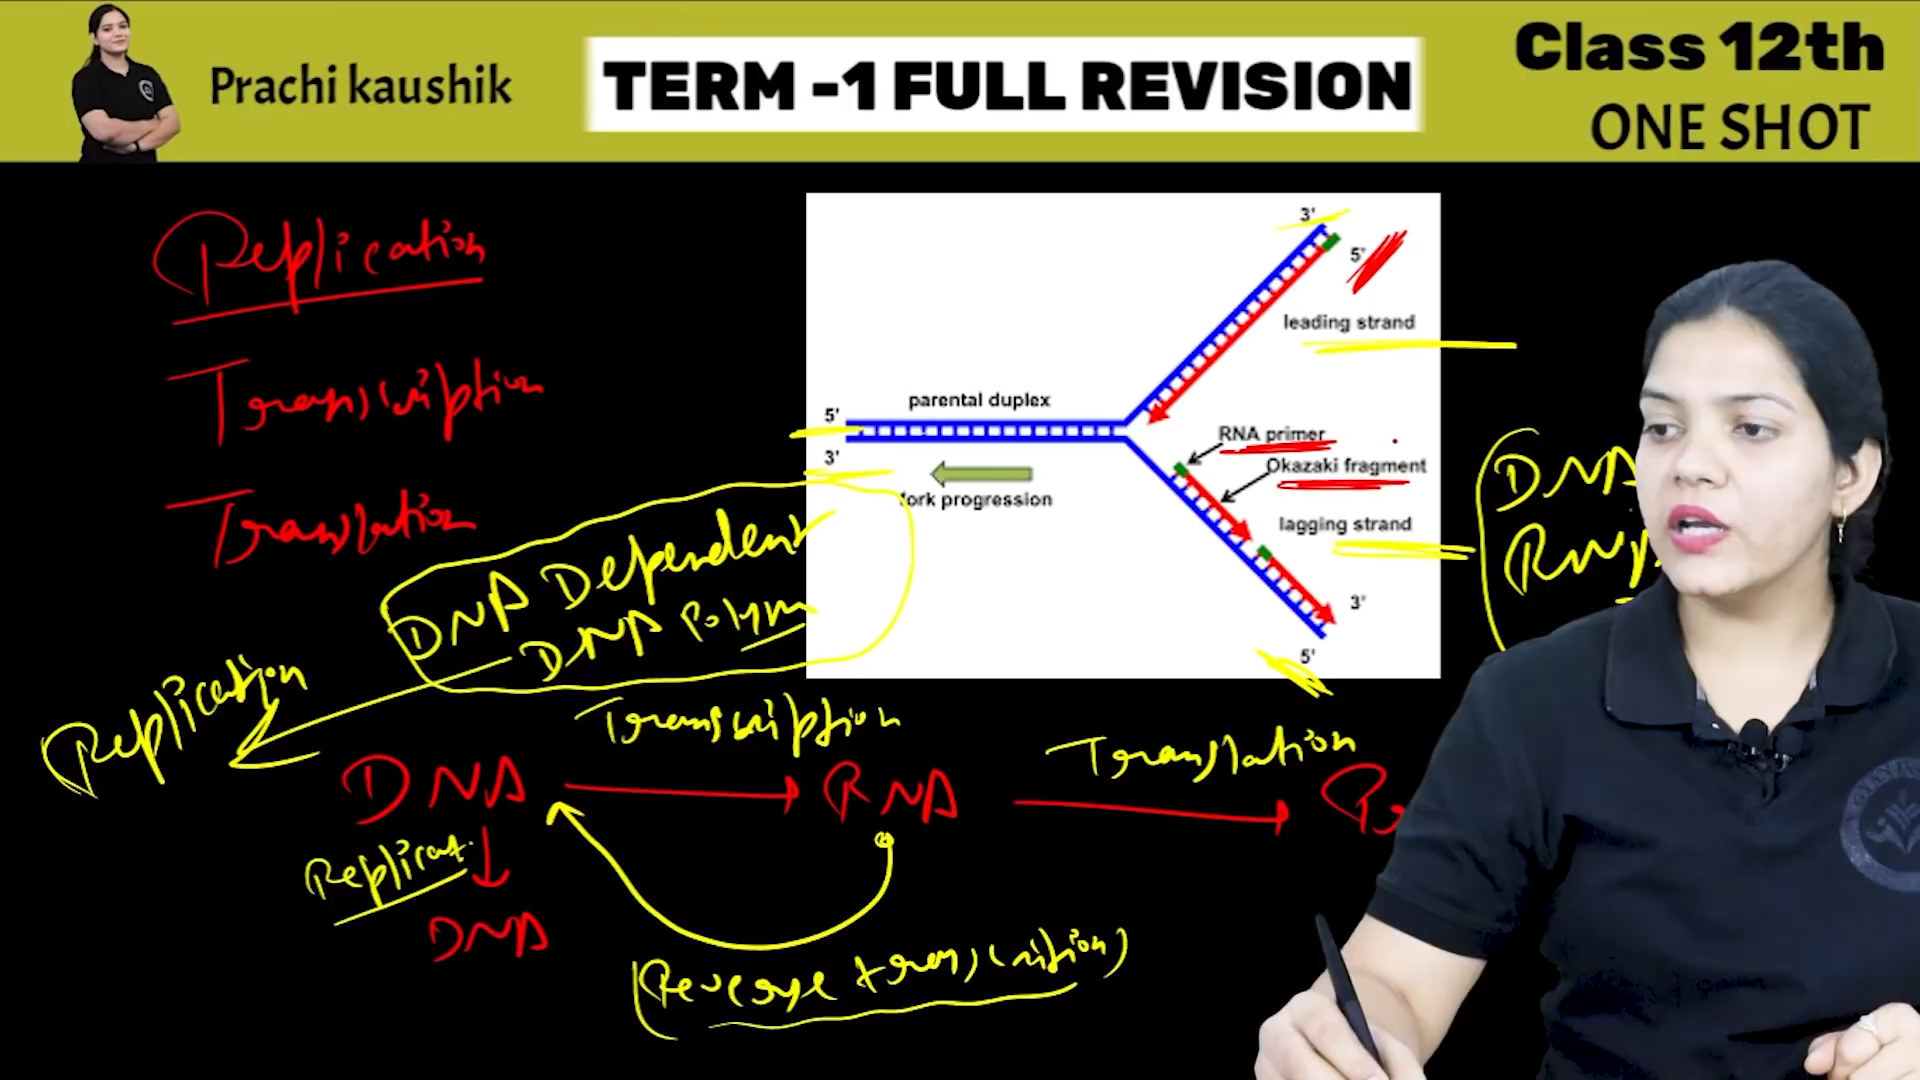 Prachi kaushik
TERM -1 FULL REVISION
Class 12th
ONE SHOT
Replication
Transcription
Translation
3'
5'
leading strand
parental duplex
5'
3'
fork progression
RNA primer
Okazaki fragment
lagging strand
3'
5'
DNA
DNA Dependent
DNA Polym
Replication
Transcription
Translation
DNA
RNA
Replicat.
DNA
(Reverse transcription)